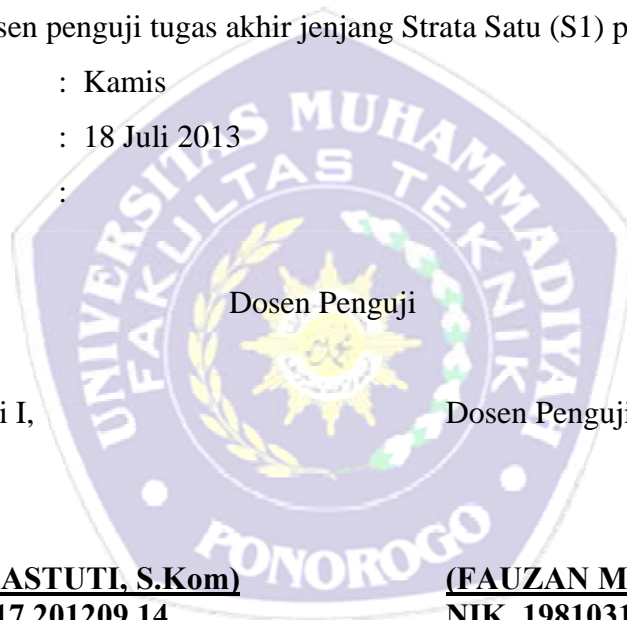 sen penguji tugas akhir jenjang Strata Satu (S1) p
: Kamis
: 18 Juli 2013
:
UNIVERSITAS MUHAMMADIYAH
FAKULTAS TEKNIK
Dosen Penguji
i I,
Dosen Penguji
PONOROGO
ASTUTI, S.Kom)
(FAUZAN M
17 201209 14
NIK 1981031